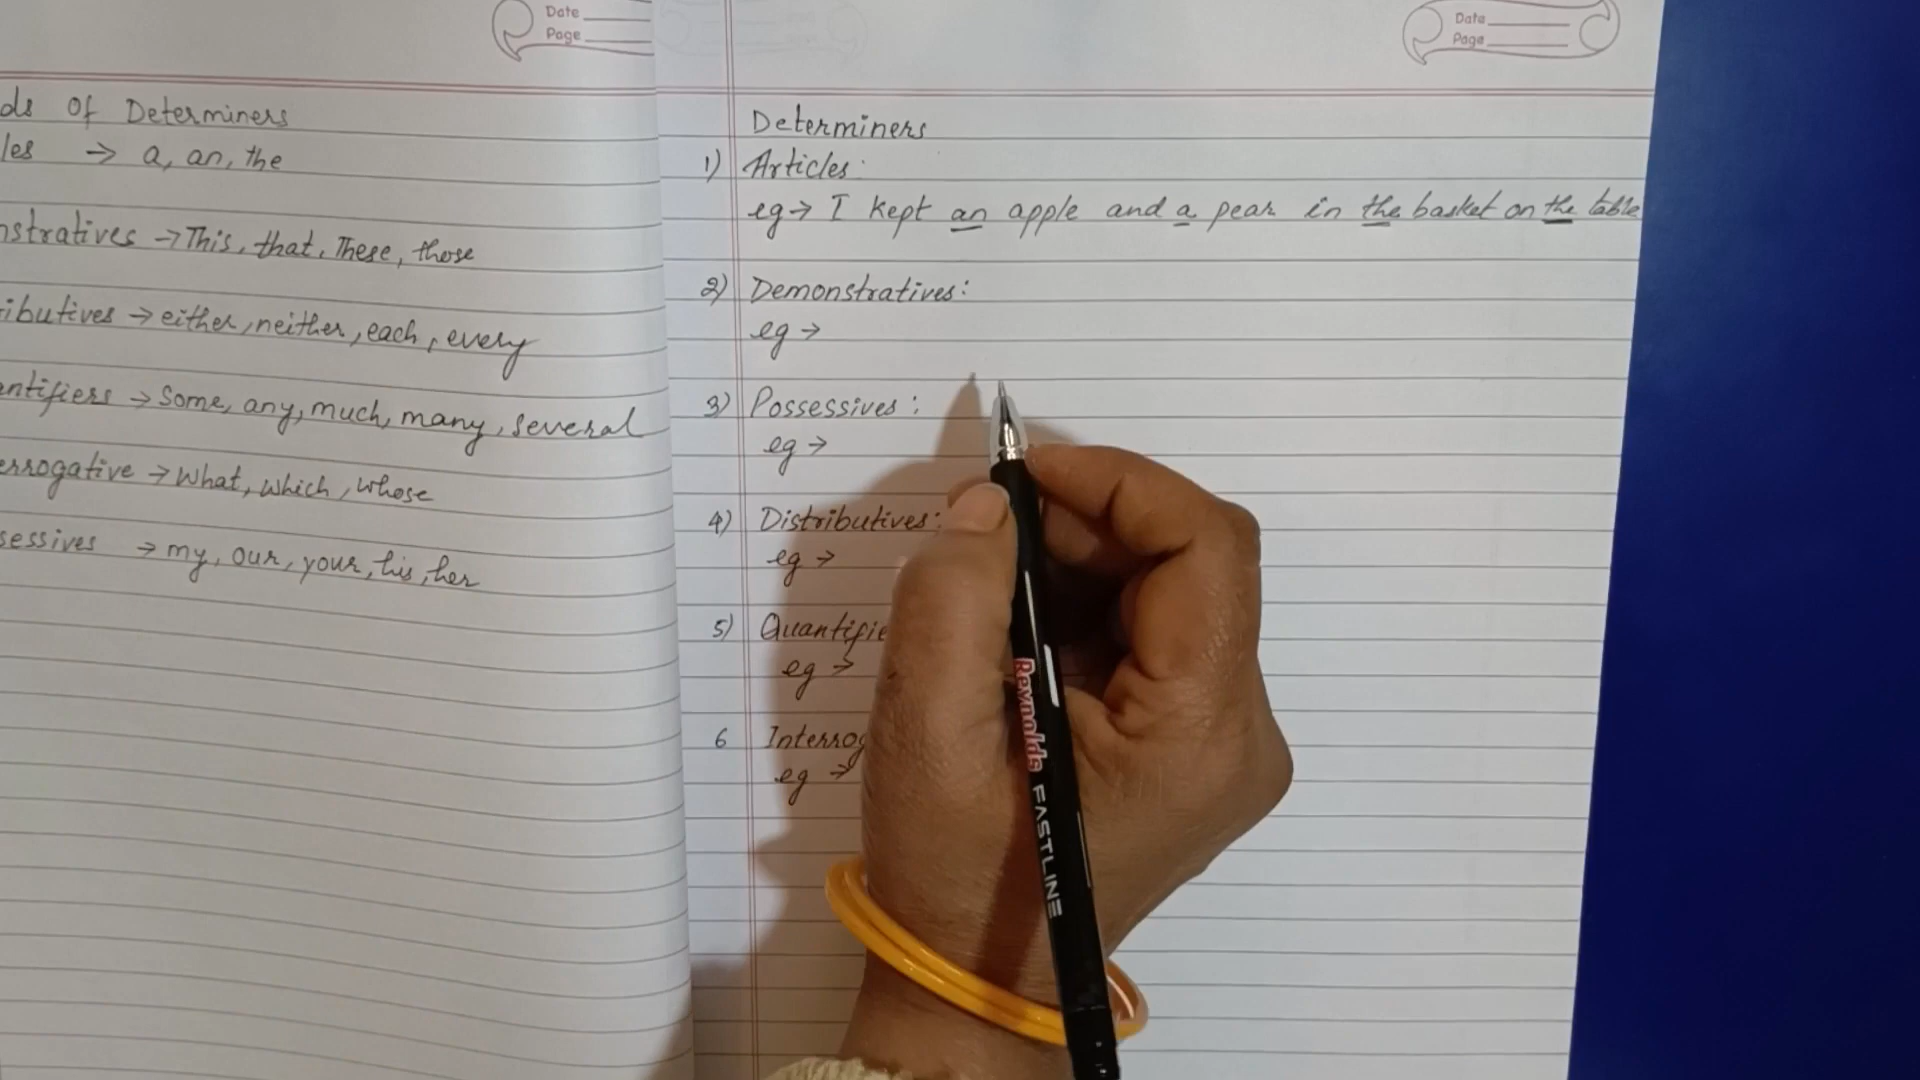 Date
Page
ds Of Determiners
les → a, an, the
nstratives → This, that, These, those
ibutives → either, neither, each, every
antifiers → Some, any, much, many, several
errogative → What, which, whose
sessives → my, our, your, his, her
Date
Page
Determiners
1) Articles:
eg → I kept an apple and a pear in the basket on the table
2) Demonstratives:
eg →
3) Possessives:
eg →
4) Distributives:
eg →
5) Quantifie
eg →
6 Interrog
eg →
Reynolds FASTLINE